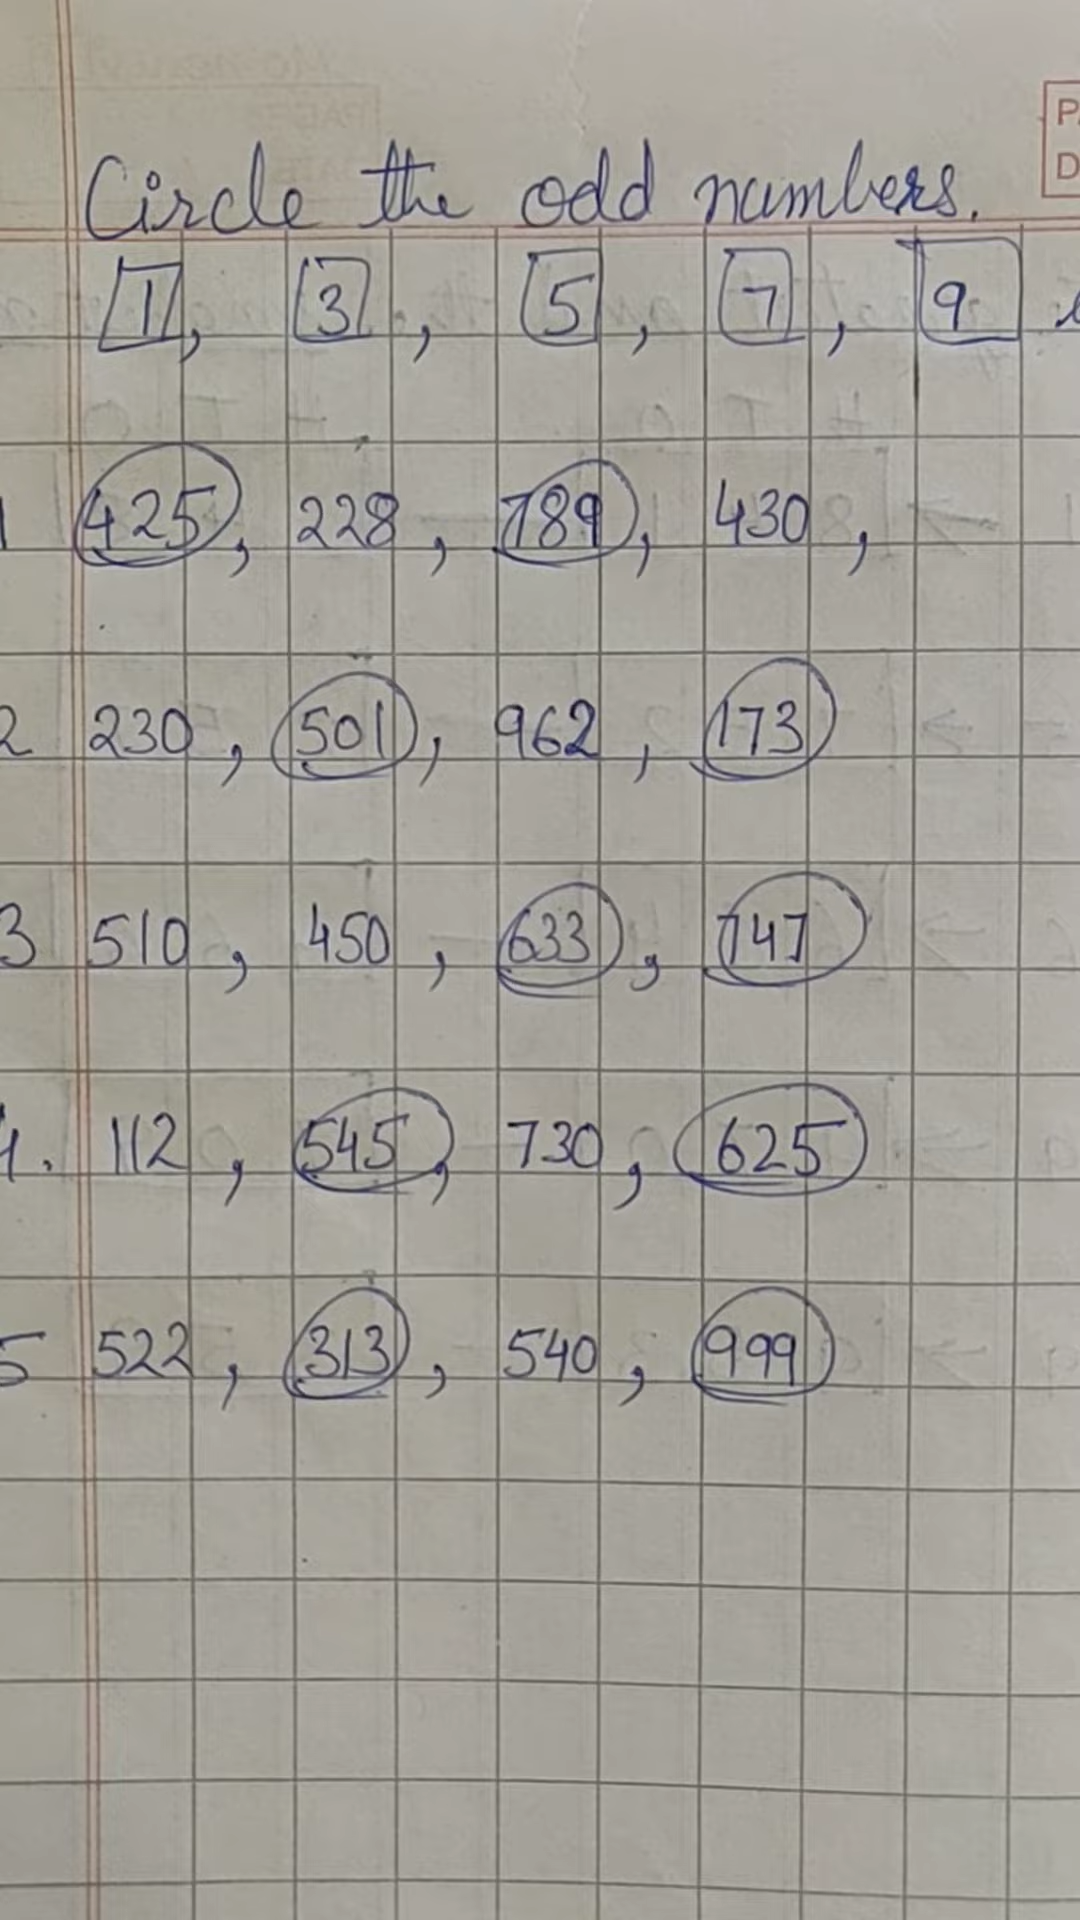 Circle the odd numbers.
1, 3, 5, 7, 9
1 425, 228, 789, 430,
2 230, 501, 962, 173
3 510, 450, 633, 747
4. 112, 545, 730, 625
5 522, 313, 540, 999